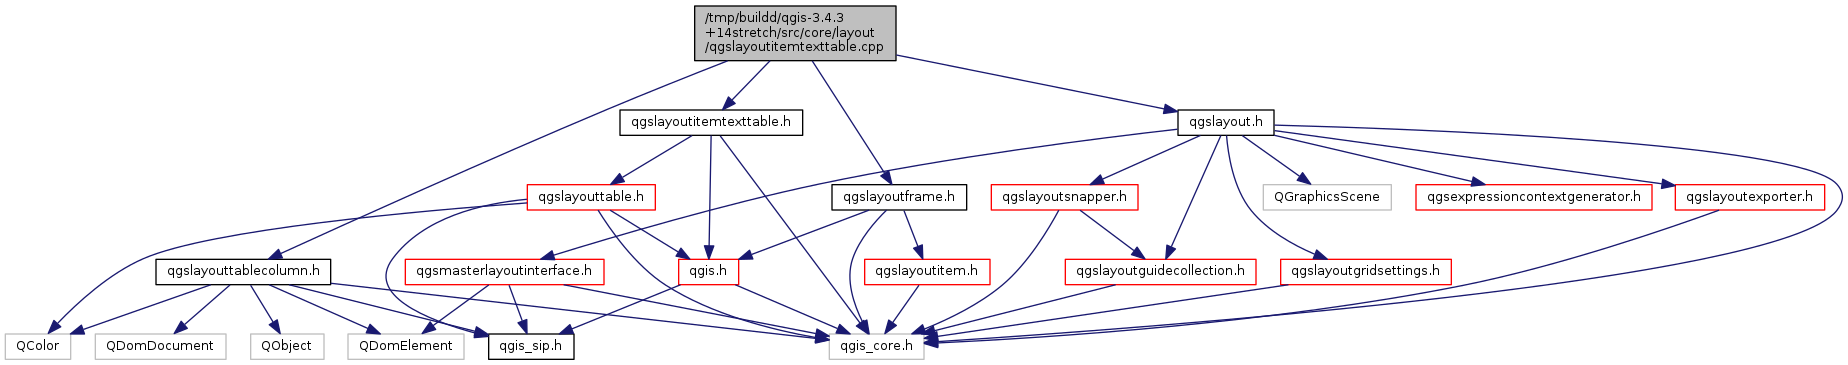 /tmp/buildd/qgis-3.4.3
+14stretch/src/core/layout
/qgslayoutitemtexttable.cpp
qgslayoutitemtexttable.h
qgslayout.h
qgslayouttable.h
qgslayoutframe.h
qgslayoutsnapper.h
QGraphicsScene
qgsexpressioncontextgenerator.h
qgslayoutexporter.h
qgslayouttablecolumn.h
qgsmasterlayoutinterface.h
qgis.h
qgslayoutitem.h
qgslayoutguidecollection.h
qgslayoutgridsettings.h
QColor
QDomDocument
QObject
QDomElement
qgis_sip.h
qgis_core.h